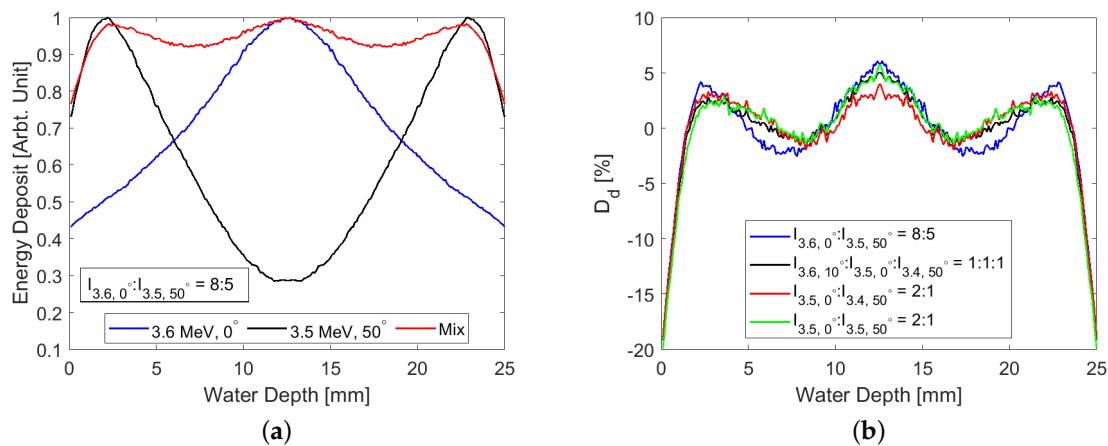 1
0.9
0.8
0.7
0.6
0.5
0.4
0.3
0.2
0.1
Energy Deposit [Arbt. Unit]
I3.6, 0°:I3.5, 50° = 8:5
3.6 MeV, 0° 3.5 MeV, 50° Mix
0 5 10 15 20 25
Water Depth [mm]
(a)
10
5
0
-5
-10
-15
-20
Dd [%]
I3.6, 0°:I3.5, 50° = 8:5
I3.6, 10°:I3.5, 0°:I3.4, 50° = 1:1:1
I3.5, 0°:I3.4, 50° = 2:1
I3.5, 0°:I3.5, 50° = 2:1
0 5 10 15 20 25
Water Depth [mm]
(b)